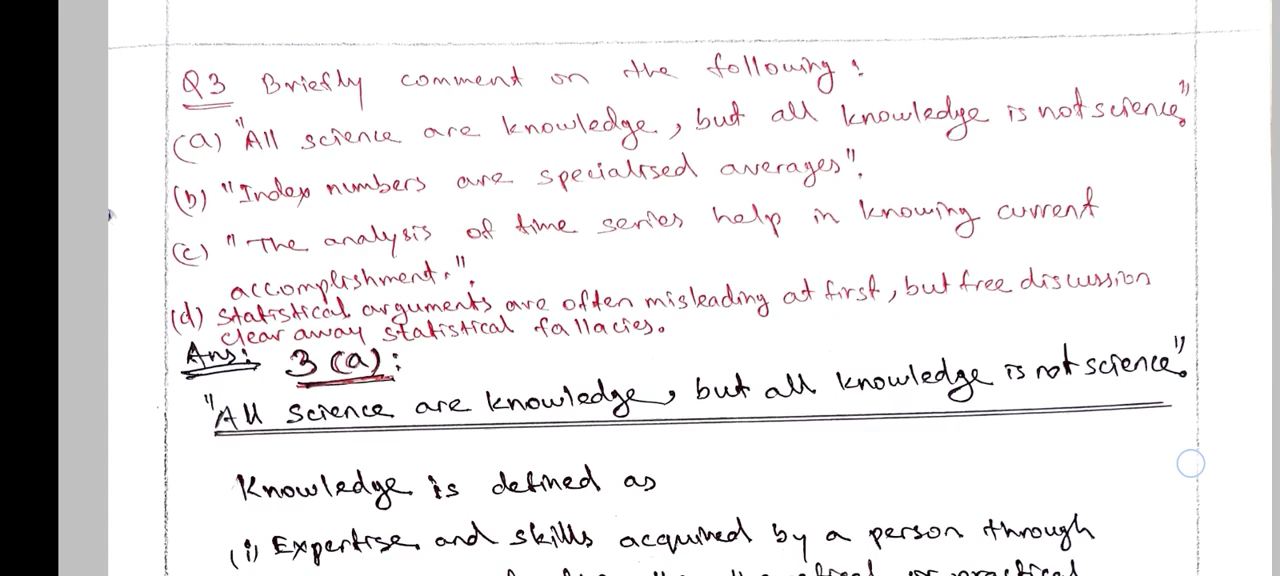 Q3 Briefly comment on the following:
(a) "All science are knowledge, but all knowledge is not science."
(b) "Index numbers are specialised averages".
(c) "The analysis of time series help in knowing current
accomplishment.".
(d) Statistical arguments are often misleading at first, but free discussion
clear away statistical fallacies.
Ans: 3 (a):
"All science are knowledge, but all knowledge is not science."
Knowledge is defined as
(i) Expertise and skills acquired by a person through
or practical